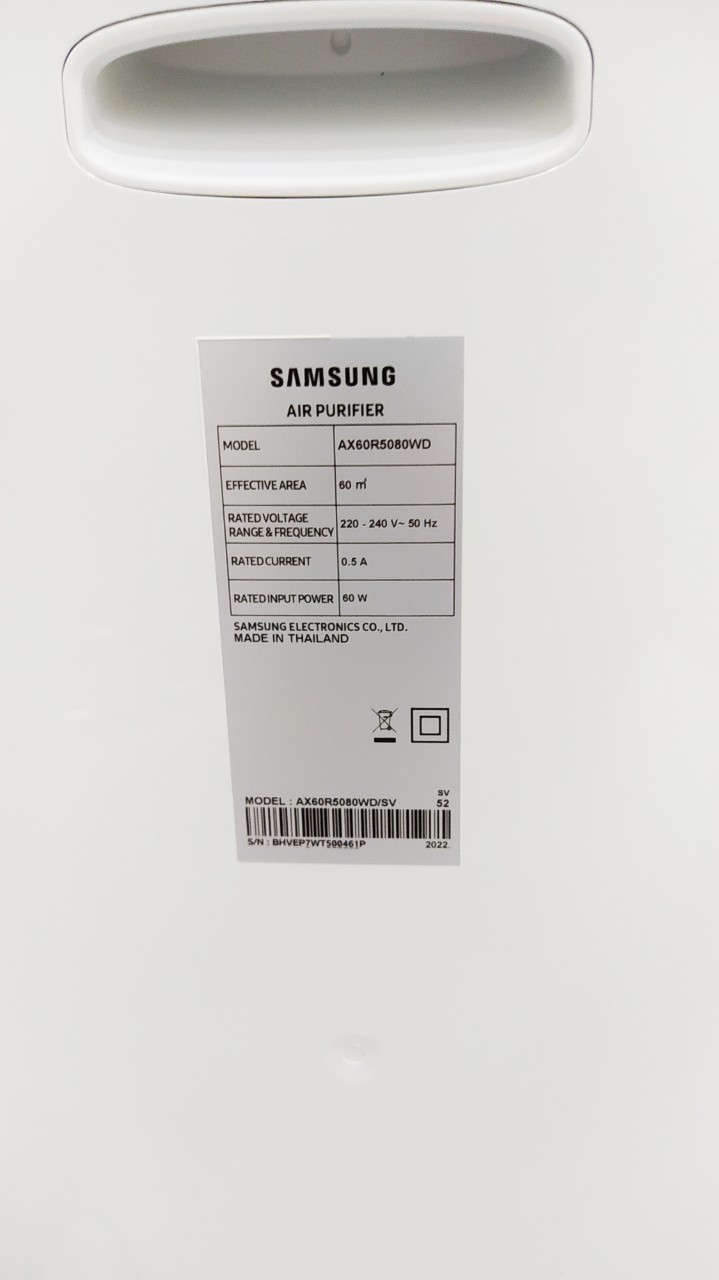 SAMSUNG
AIR PURIFIER
MODEL AX60R5080WD
EFFECTIVE AREA 60 ㎡
RATED VOLTAGE
RANGE & FREQUENCY 220 - 240 V~ 50 Hz
RATED CURRENT 0.5 A
RATED INPUT POWER 60 W
SAMSUNG ELECTRONICS CO., LTD.
MADE IN THAILAND
SV
MODEL : AX60R5080WD/SV 52
S/N : BHVEP7WT500461P 2022.